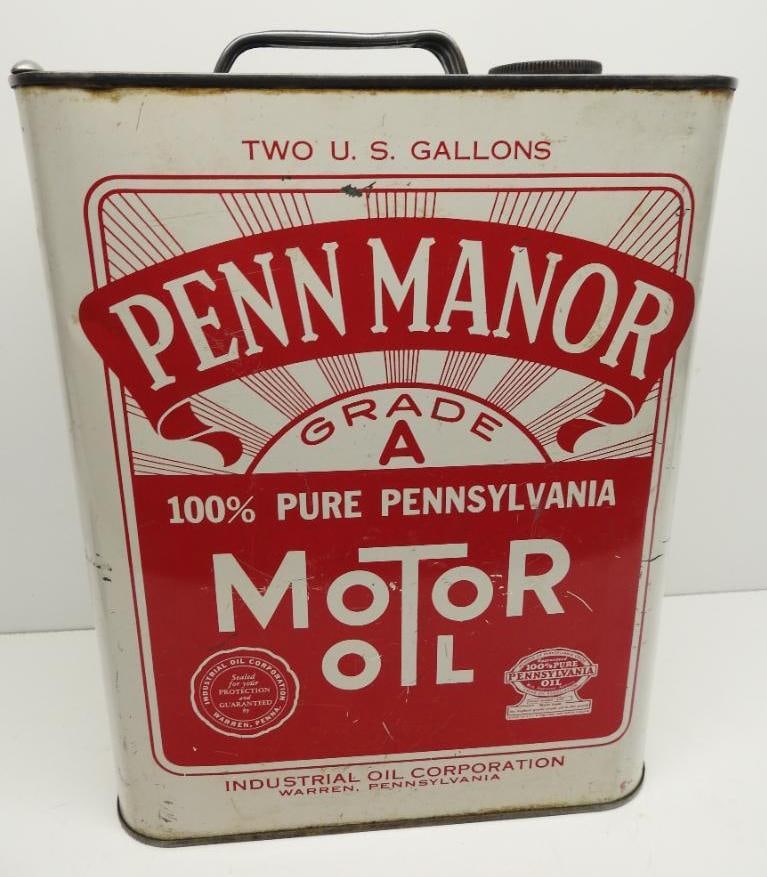 TWO U. S. GALLONS
PENN MANOR
GRADE
A
100% PURE PENNSYLVANIA
MOTOR
OIL
INDUSTRIAL OIL CORPORATION
Sealed
for your
PROTECTION
and
GUARANTEED
by
WARREN, PENNA.
Guaranteed
100% PURE
PENNSYLVANIA
OIL
INDUSTRIAL OIL CORPORATION
WARREN, PENNSYLVANIA